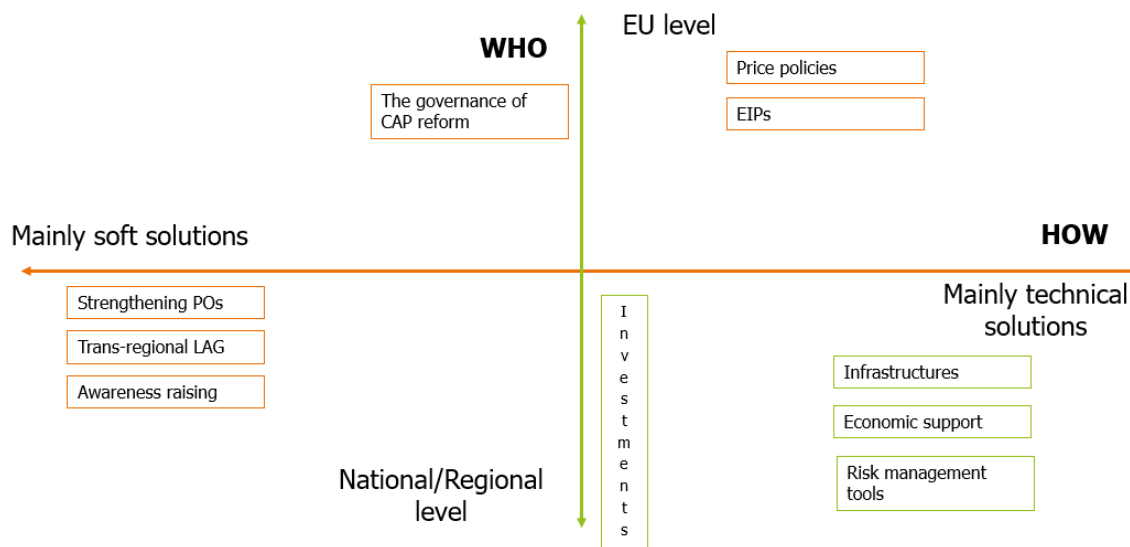 EU level
WHO
Price policies
The governance of
CAP reform
EIPs
Mainly soft solutions
HOW
Strengthening POs
Trans-regional LAG
Awareness raising
Investments
Mainly technical
solutions
Infrastructures
Economic support
Risk management
tools
National/Regional
level